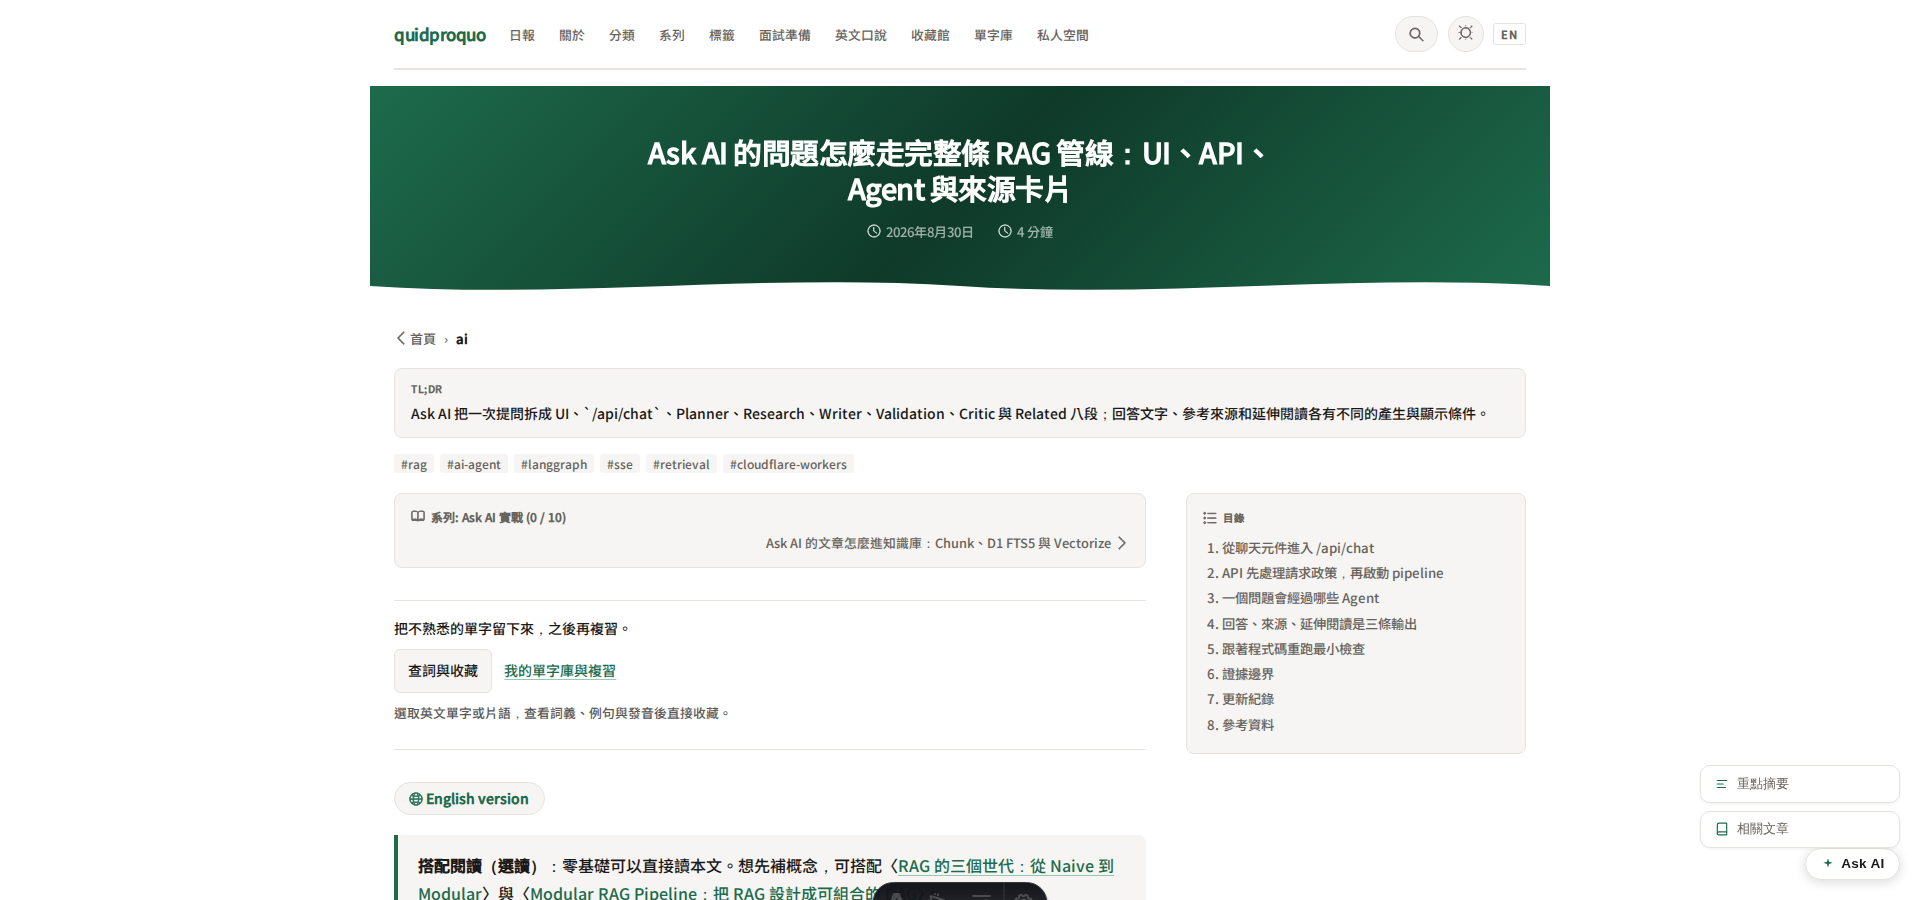 quidproquo 日報 關於 分類 系列 標籤 面試準備 英文口說 收藏館 單字庫 私人空間 EN
Ask AI 的問題怎麼走完整條 RAG 管線：UI、API、
Agent 與來源卡片
2026年8月30日 4 分鐘
首頁 › ai
TL;DR
Ask AI 把一次提問拆成 UI、`/api/chat`、Planner、Research、Writer、Validation、Critic 與 Related 八段；回答文字、參考來源和延伸閱讀各有不同的產生與顯示條件。
#rag #ai-agent #langgraph #sse #retrieval #cloudflare-workers
系列: Ask AI 實戰 (0 / 10)
Ask AI 的文章怎麼進知識庫：Chunk、D1 FTS5 與 Vectorize
目錄
1. 從聊天元件進入 /api/chat
2. API 先處理請求政策，再啟動 pipeline
3. 一個問題會經過哪些 Agent
4. 回答、來源、延伸閱讀是三條輸出
5. 跟著程式碼重跑最小檢查
6. 證據邊界
7. 更新紀錄
8. 參考資料
把不熟悉的單字留下來，之後再複習。
查詞與收藏 我的單字庫與複習
選取英文單字或片語，查看詞義、例句與發音後直接收藏。
English version
搭配閱讀（選讀）：零基礎可以直接讀本文。想先補概念，可搭配〈RAG 的三個世代：從 Naive 到
Modular〉與〈Modular RAG Pipeline：把 RAG 設計成可組合的
重點摘要
相關文章
Ask AI